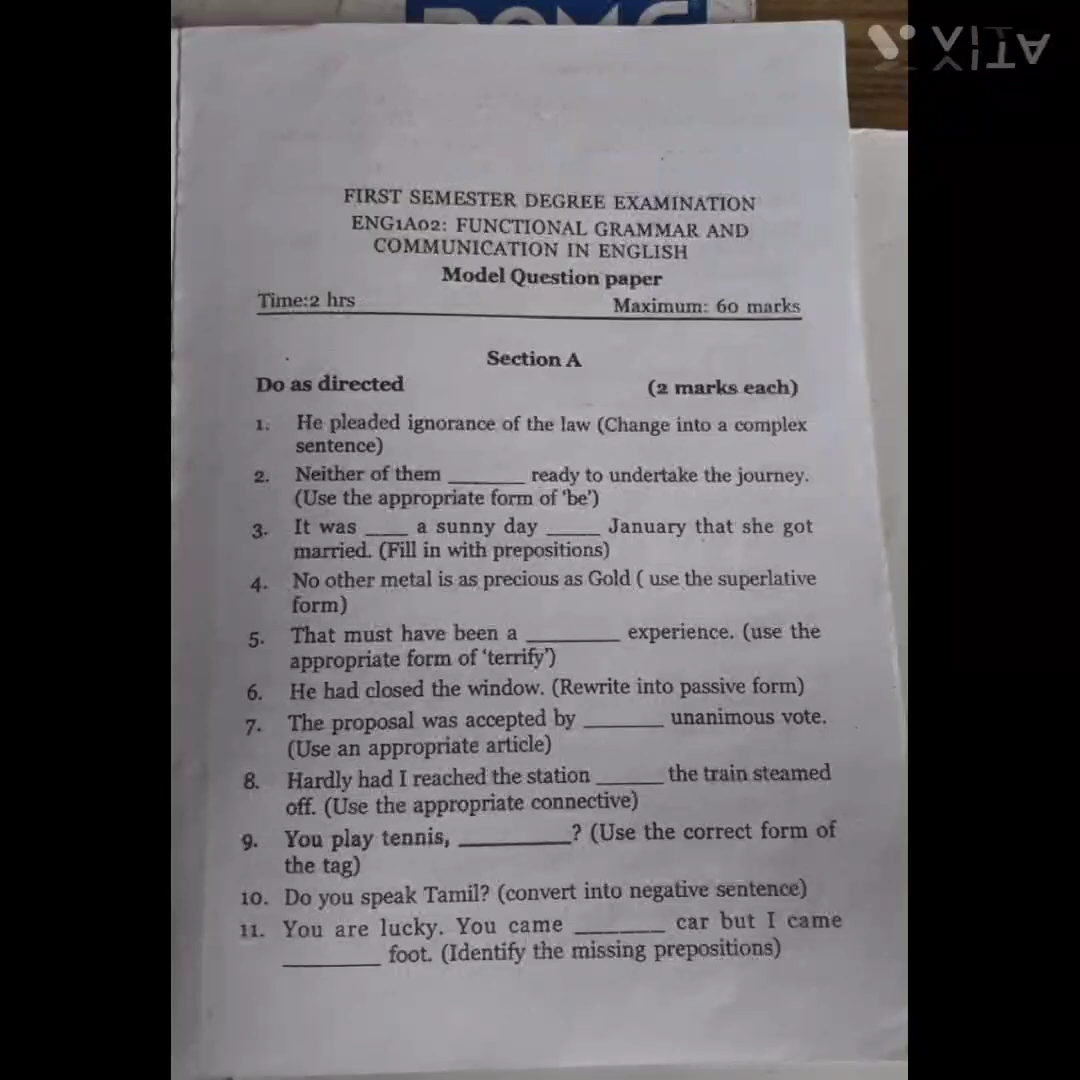 VITA
FIRST SEMESTER DEGREE EXAMINATION
ENG1A02: FUNCTIONAL GRAMMAR AND
COMMUNICATION IN ENGLISH
Model Question paper
Time:2 hrs Maximum: 60 marks
Section A
Do as directed (2 marks each)
1. He pleaded ignorance of the law (Change into a complex
sentence)
2. Neither of them _______ ready to undertake the journey.
(Use the appropriate form of 'be')
3. It was ____ a sunny day _____ January that she got
married. (Fill in with prepositions)
4. No other metal is as precious as Gold ( use the superlative
form)
5. That must have been a _________ experience. (use the
appropriate form of 'terrify')
6. He had closed the window. (Rewrite into passive form)
7. The proposal was accepted by _______ unanimous vote.
(Use an appropriate article)
8. Hardly had I reached the station ______ the train steamed
off. (Use the appropriate connective)
9. You play tennis, __________? (Use the correct form of
the tag)
10. Do you speak Tamil? (convert into negative sentence)
11. You are lucky. You came ________ car but I came
_________ foot. (Identify the missing prepositions)